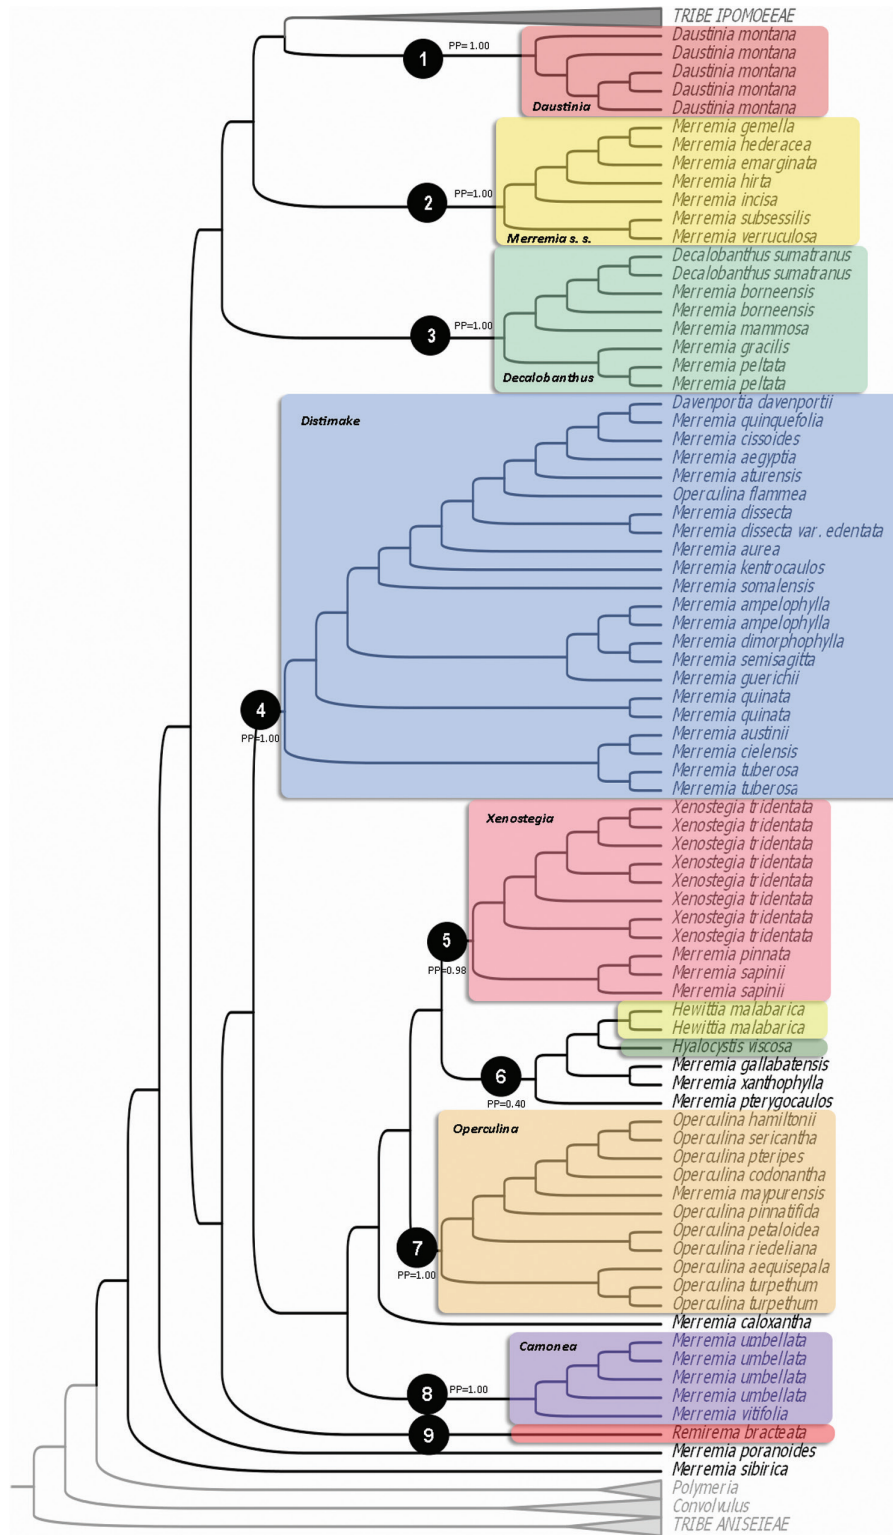 TRIBE IPOMOEEAE
Daustinia montana
PP= 1.00
1
Daustinia montana
Daustinia montana
Daustinia montana
Daustinia
Daustinia montana
Merremia gemella
Merremia hederacea
Merremia emarginata
Merremia hirta
PP=1.00
2
Merremia incisa
Merremia subsessilis
Merremia s. s.
Merremia verruculosa
Decalobanthus sumatranus
Decalobanthus sumatranus
Merremia borneensis
Merremia borneensis
PP=1.00
3
Merremia mammosa
Merremia gracilis
Merremia peltata
Decalobanthus
Merremia peltata
Davenportia davenportii
Distimake
Merremia quinquefolia
Merremia cissoides
Merremia aegyptia
Merremia aturensis
Operculina flammea
Merremia dissecta
Merremia dissecta var. edentata
Merremia aurea
Merremia kentrocaulos
Merremia somalensis
Merremia ampelophylla
Merremia ampelophylla
Merremia dimorphophylla
Merremia semisagitta
Merremia guerichii
Merremia quinata
4
Merremia quinata
PP=1.00
Merremia austinii
Merremia cielensis
Merremia tuberosa
Merremia tuberosa
Xenostegia tridentata
Xenostegia
Xenostegia tridentata
Xenostegia tridentata
Xenostegia tridentata
Xenostegia tridentata
Xenostegia tridentata
Xenostegia tridentata
5
Xenostegia tridentata
Merremia pinnata
PP=0.98
Merremia sapinii
Merremia sapinii
Hewittia malabarica
Hewittia malabarica
Hyalocystis viscosa
Merremia gallabatensis
6
Merremia xanthophylla
PP=0.40
Merremia pterygocaulos
Operculina hamiltonii
Operculina
Operculina sericantha
Operculina pteripes
Operculina codonantha
Merremia maypurensis
Operculina pinnatifida
Operculina petaloidea
7
Operculina riedeliana
PP=1.00
Operculina aequisepala
Operculina turpethum
Operculina turpethum
Merremia caloxantha
Camonea
Merremia umbellata
Merremia umbellata
Merremia umbellata
PP=1.00
8
Merremia umbellata
Merremia vitifolia
9
Remirema bracteata
Merremia poranoides
Merremia sibirica
Polymeria
Convolvulus
TRIBE ANISEIEAE